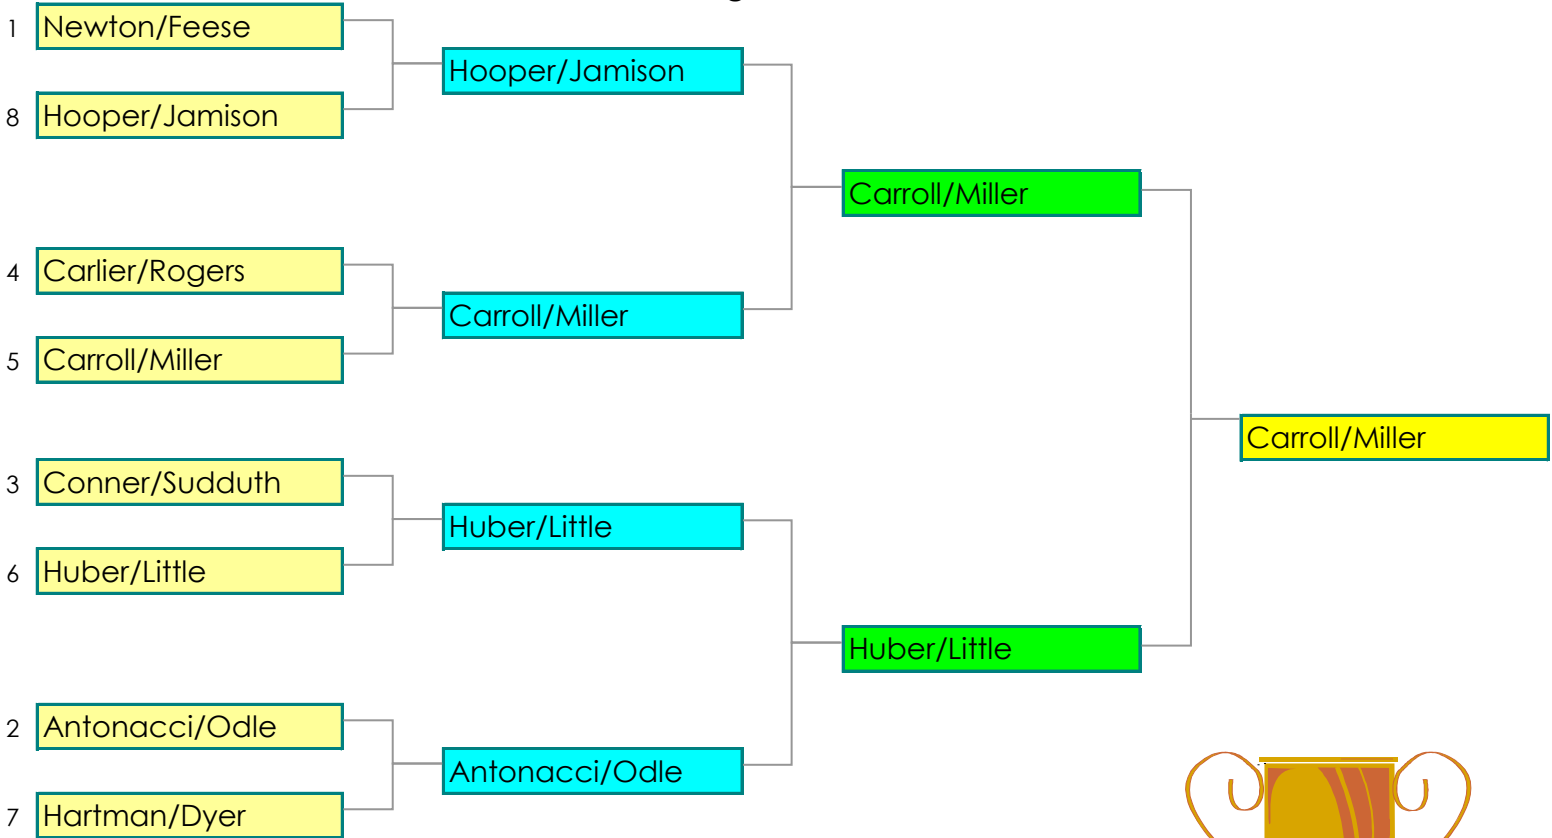 1 Newton/Feese
Hooper/Jamison
8 Hooper/Jamison
Carroll/Miller
4 Carlier/Rogers
Carroll/Miller
5 Carroll/Miller
Carroll/Miller
3 Conner/Sudduth
Huber/Little
6 Huber/Little
Huber/Little
2 Antonacci/Odle
Antonacci/Odle
7 Hartman/Dyer